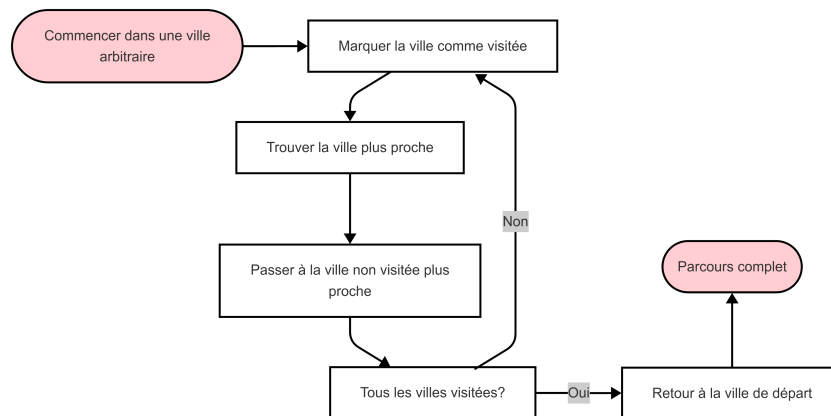 Commencer dans une ville
arbitraire
Marquer la ville comme visitée
Trouver la ville plus proche
Passer à la ville non visitée plus
proche
Non
Tous les villes visitées?
Oui
Retour à la ville de départ
Parcours complet